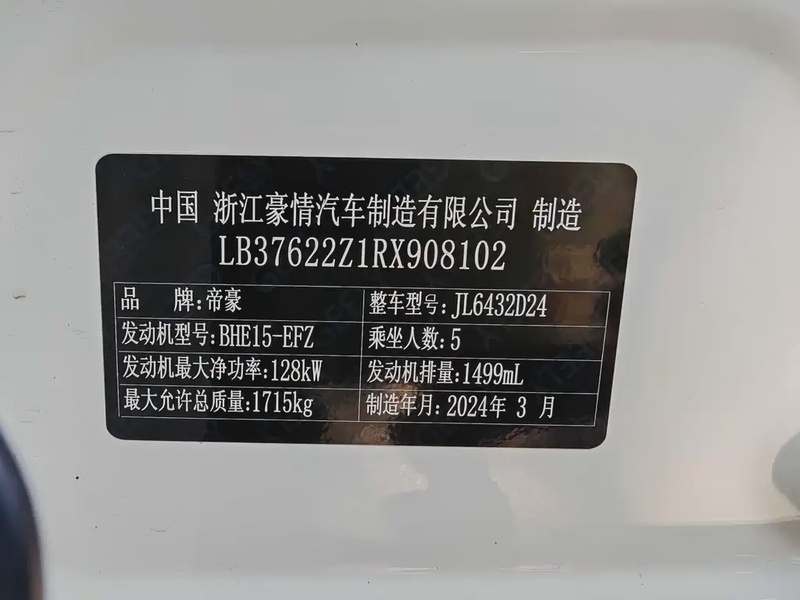 中国 浙江豪情汽车制造有限公司 制造
LB37622Z1RX908102
品 牌:帝豪 整车型号:JL6432D24
发动机型号:BHE15-EFZ 乘坐人数:5
发动机最大净功率:128kW 发动机排量:1499mL
最大允许总质量:1715kg 制造年月:2024年 3 月